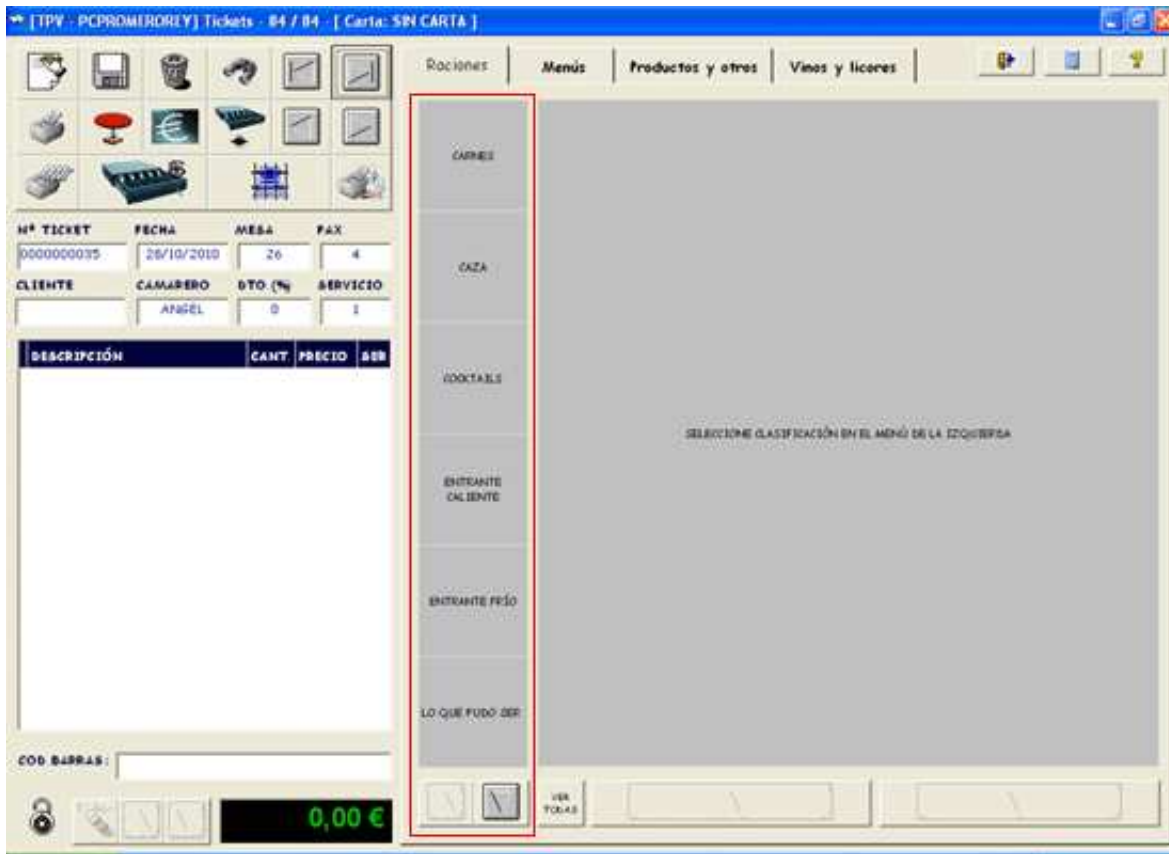 [TPV - PCPROMEROREY] Tickets - 84 / 84 - [ Carta: SIN CARTA ]
Raciones
Menús
Productos y otros
Vinos y licores
Nº TICKET FECHA MESA PAX
0000000035 28/10/2010 26 4
CLIENTE CAMARERO DTO (% SERVICIO
ANGEL 0 1
DESCRIPCIÓN CANT PRECIO SER
CARNES
CAZA
COCKTAILS
ENTRANTE
CALIENTE
ENTRANTE FRÍO
LO QUE PUDO SER
SELECCIONE CLASIFICACIÓN EN EL MENÚ DE LA IZQUIERDA
COD BARRAS:
0,00 €
VER
TODAS